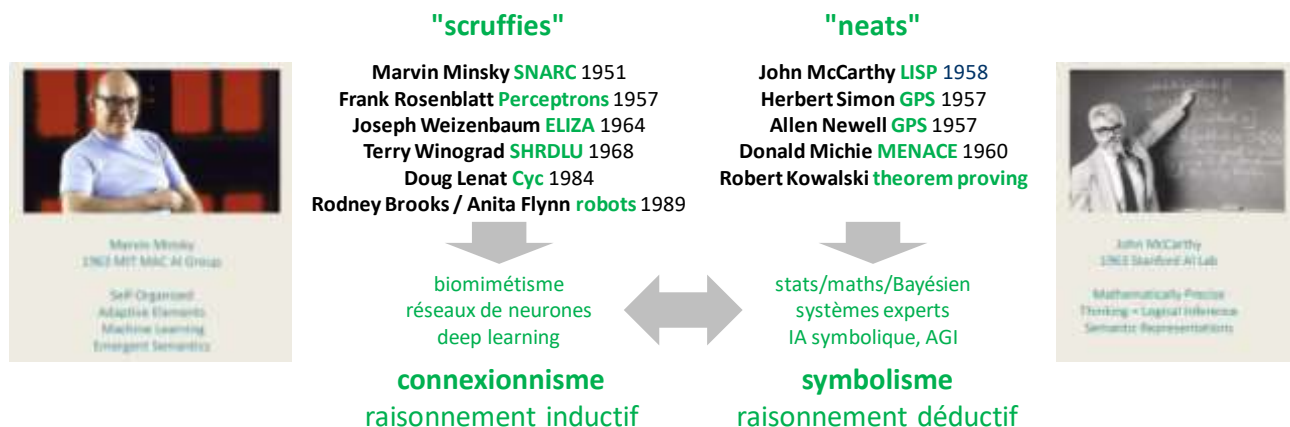 "scruffies"
Marvin Minsky SNARC 1951
Frank Rosenblatt Perceptrons 1957
Joseph Weizenbaum ELIZA 1964
Terry Winograd SHRDLU 1968
Doug Lenat Cyc 1984
Rodney Brooks / Anita Flynn robots 1989
biomimétisme
réseaux de neurones
deep learning
connexionnisme
raisonnement inductif
"neats"
John McCarthy LISP 1958
Herbert Simon GPS 1957
Allen Newell GPS 1957
Donald Michie MENACE 1960
Robert Kowalski theorem proving
stats/maths/Bayésien
systèmes experts
IA symbolique, AGI
symbolisme
raisonnement déductif
Marvin Minsky
1963 MIT MAC AI Group
Self-Organized
Adaptive Elements
Machine Learning
Emergent Semantics
John McCarthy
1963 Stanford AI Lab
Mathematically Precise
Thinking = Logical Inference
Semantic Representations